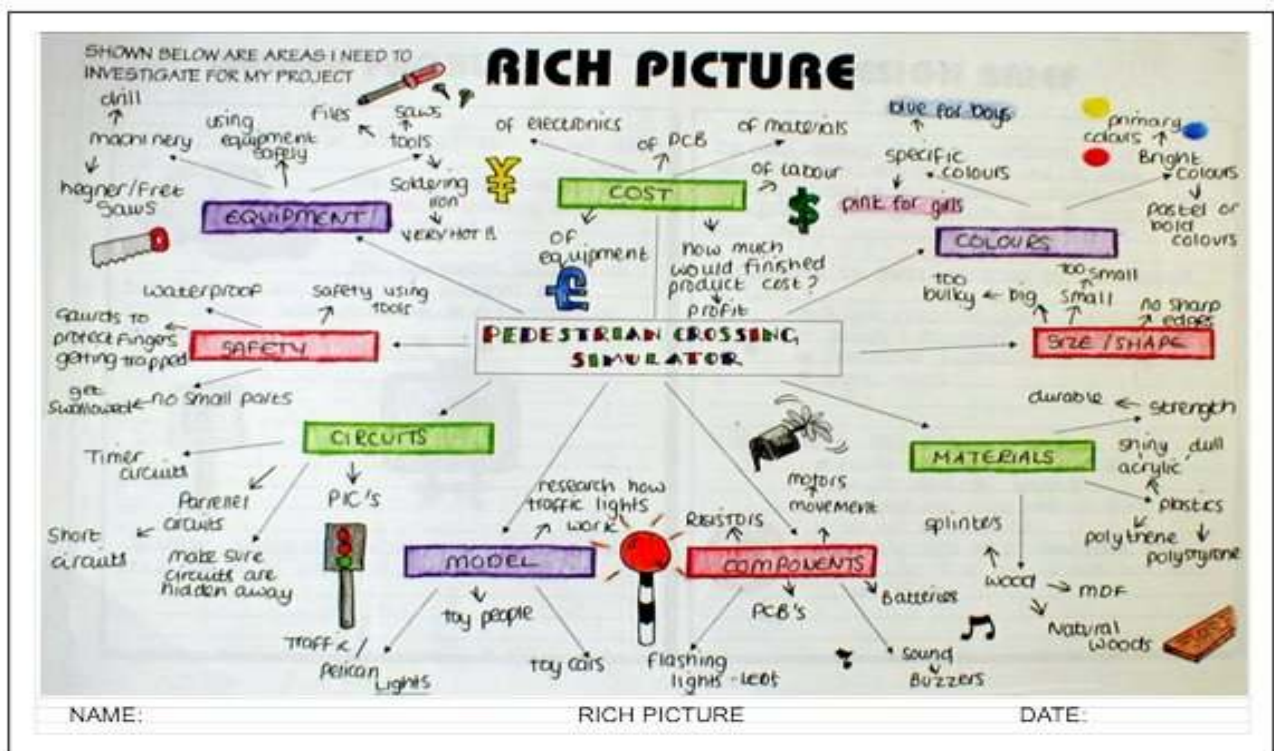 SHOWN BELOW ARE AREAS I NEED TO
INVESTIGATE FOR MY PROJECT
RICH PICTURE
drill
machinery
hegner/Fret
Saws
using
equipment
safely
Files
saws
tools
Soldering
iron
VERY HOT!!
EQUIPMENT
of electronics
of PCB
of materials
of labour
COST
OF
equipment
how much
would finished
product cost?
profit
blue for boys
specific
colours
pink for girls
primary
colours
Bright
colours
pastel or
bold
colours
COLOURS
too
bulky
big
too small
small
no sharp
edges
SIZE/SHAPE
waterproof
safety using
tools
Gaurds to
protect fingers
getting trapped
SAFETY
get
swallowed
no small parts
PEDESTRIAN CROSSING
SIMULATOR
CIRCUITS
Timer
circuits
Parrellel
circuits
Short
circuits
PIC's
make sure
circuits are
hidden away
research how
traffic lights
work
MODEL
toy people
Traffic/
Pelican
Lights
toy cars
motors
movement
RESISTORS
COMPONENTS
PCB's
Batteries
Flashing
lights -
sound
BUZZERS
durable
strength
MATERIALS
shiny dull
acrylic
plastics
polythene
polystyrene
splinters
wood
MDF
Natural
woods
NAME:
RICH PICTURE
DATE: